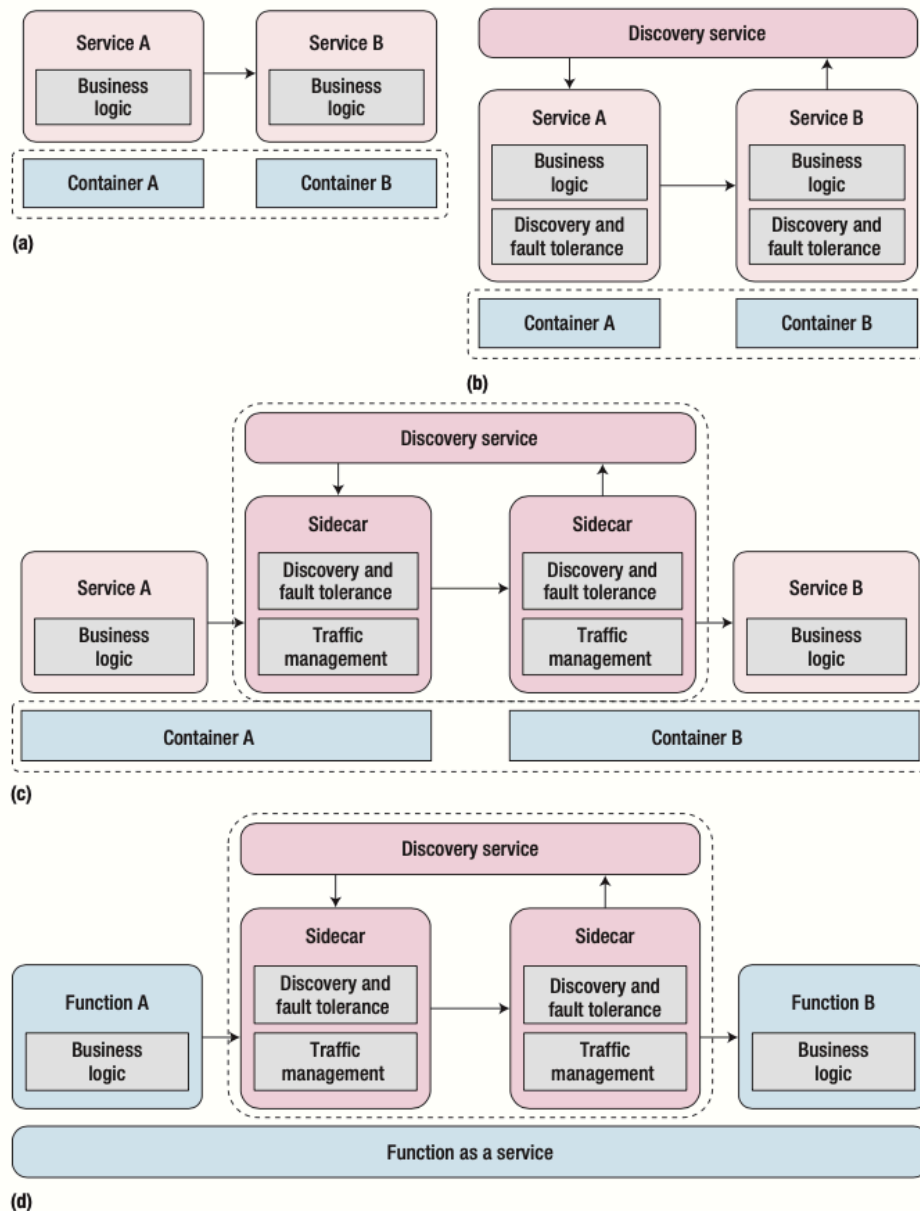 Service A
Business
logic
Service B
Business
logic
Container A
Container B
(a)
Discovery service
Service A
Business
logic
Discovery and
fault tolerance
Service B
Business
logic
Discovery and
fault tolerance
Container A
Container B
(b)
Discovery service
Service A
Business
logic
Sidecar
Discovery and
fault tolerance
Traffic
management
Sidecar
Discovery and
fault tolerance
Traffic
management
Service B
Business
logic
Container A
Container B
(c)
Discovery service
Function A
Business
logic
Sidecar
Discovery and
fault tolerance
Traffic
management
Sidecar
Discovery and
fault tolerance
Traffic
management
Function B
Business
logic
Function as a service
(d)